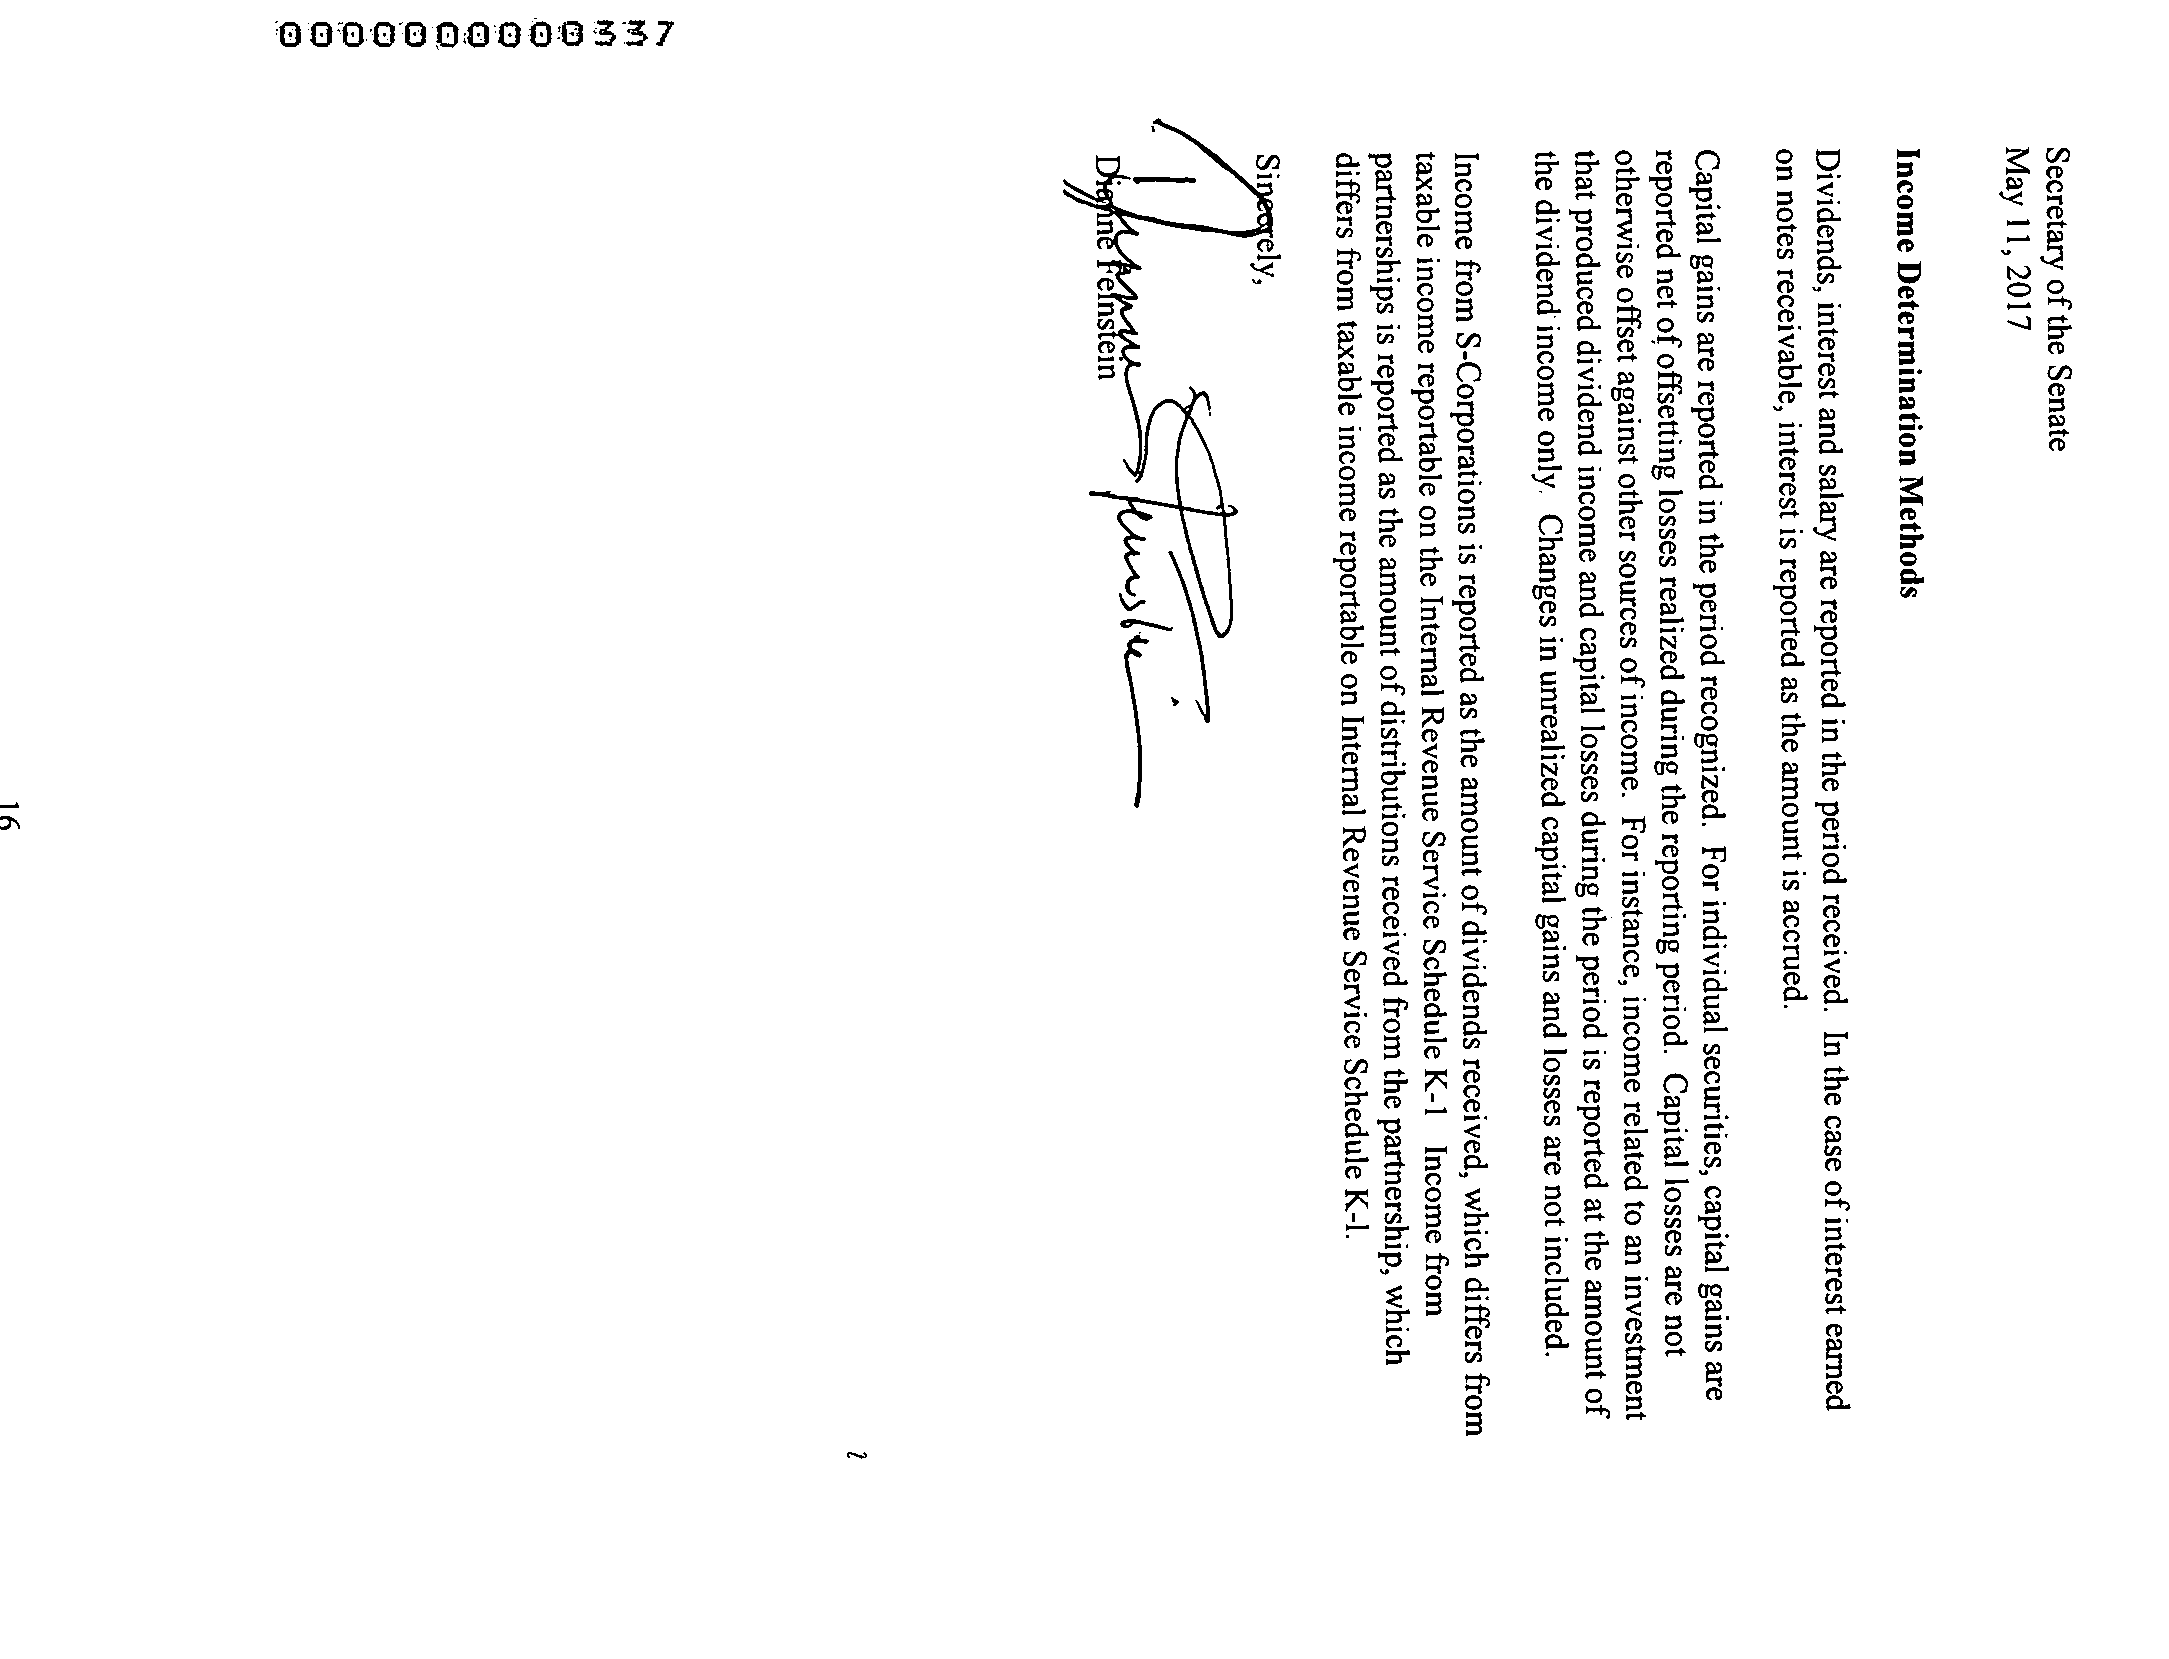 Secretary of the Senate
May 11, 2017
Income Determination Methods
Dividends, interest and salary are reported in the period received. In the case of interest earned
on notes receivable, interest is reported as the amount is accrued.
Capital gains are reported in the period recognized. For individual securities, capital gains are
reported net of offsetting losses realized during the reporting period. Capital losses are not
otherwise offset against other sources of income. For instance, income related to an investment
that produced dividend income and capital losses during the period is reported at the amount of
the dividend income only. Changes in unrealized capital gains and losses are not included.
Income from S-Corporations is reported as the amount of dividends received, which differs from
taxable income reportable on the Internal Revenue Service Schedule K-1 Income from
partnerships is reported as the amount of distributions received from the partnership, which
differs from taxable income reportable on Internal Revenue Service Schedule K-1.
Sincerely,
Dianne Feinstein
Dianne Feinstein
16
0000000000337